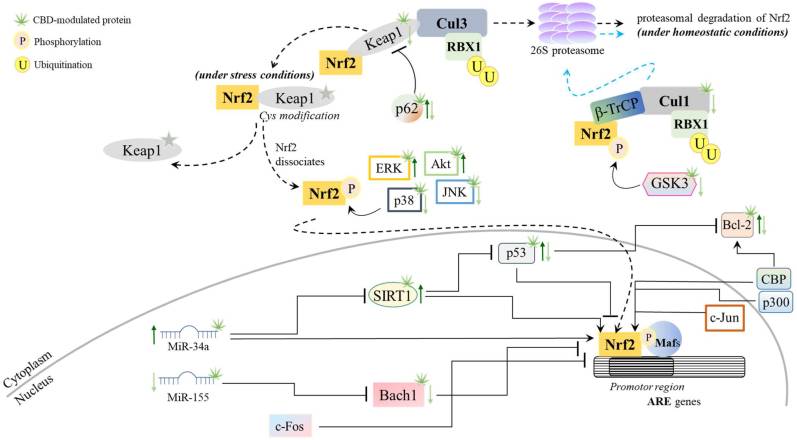 CBD-modulated protein
P Phosphorylation
U Ubiquitination
Keap1
Cul3
RBX1
Nrf2
U
U
26S proteasome
proteasomal degradation of Nrf2
(under homeostatic conditions)
(under stress conditions)
Nrf2
Keap1
Cys modification
p62
β-TrCP
Cul1
RBX1
Nrf2
P
U
U
GSK3
Keap1
Nrf2
dissociates
Nrf2
P
ERK
Akt
p38
JNK
p53
Bcl-2
CBP
p300
c-Jun
SIRT1
MiR-34a
Nrf2
P
Mafs
Promotor region
ARE genes
Cytoplasm
Nucleus
MiR-155
Bach1
c-Fos